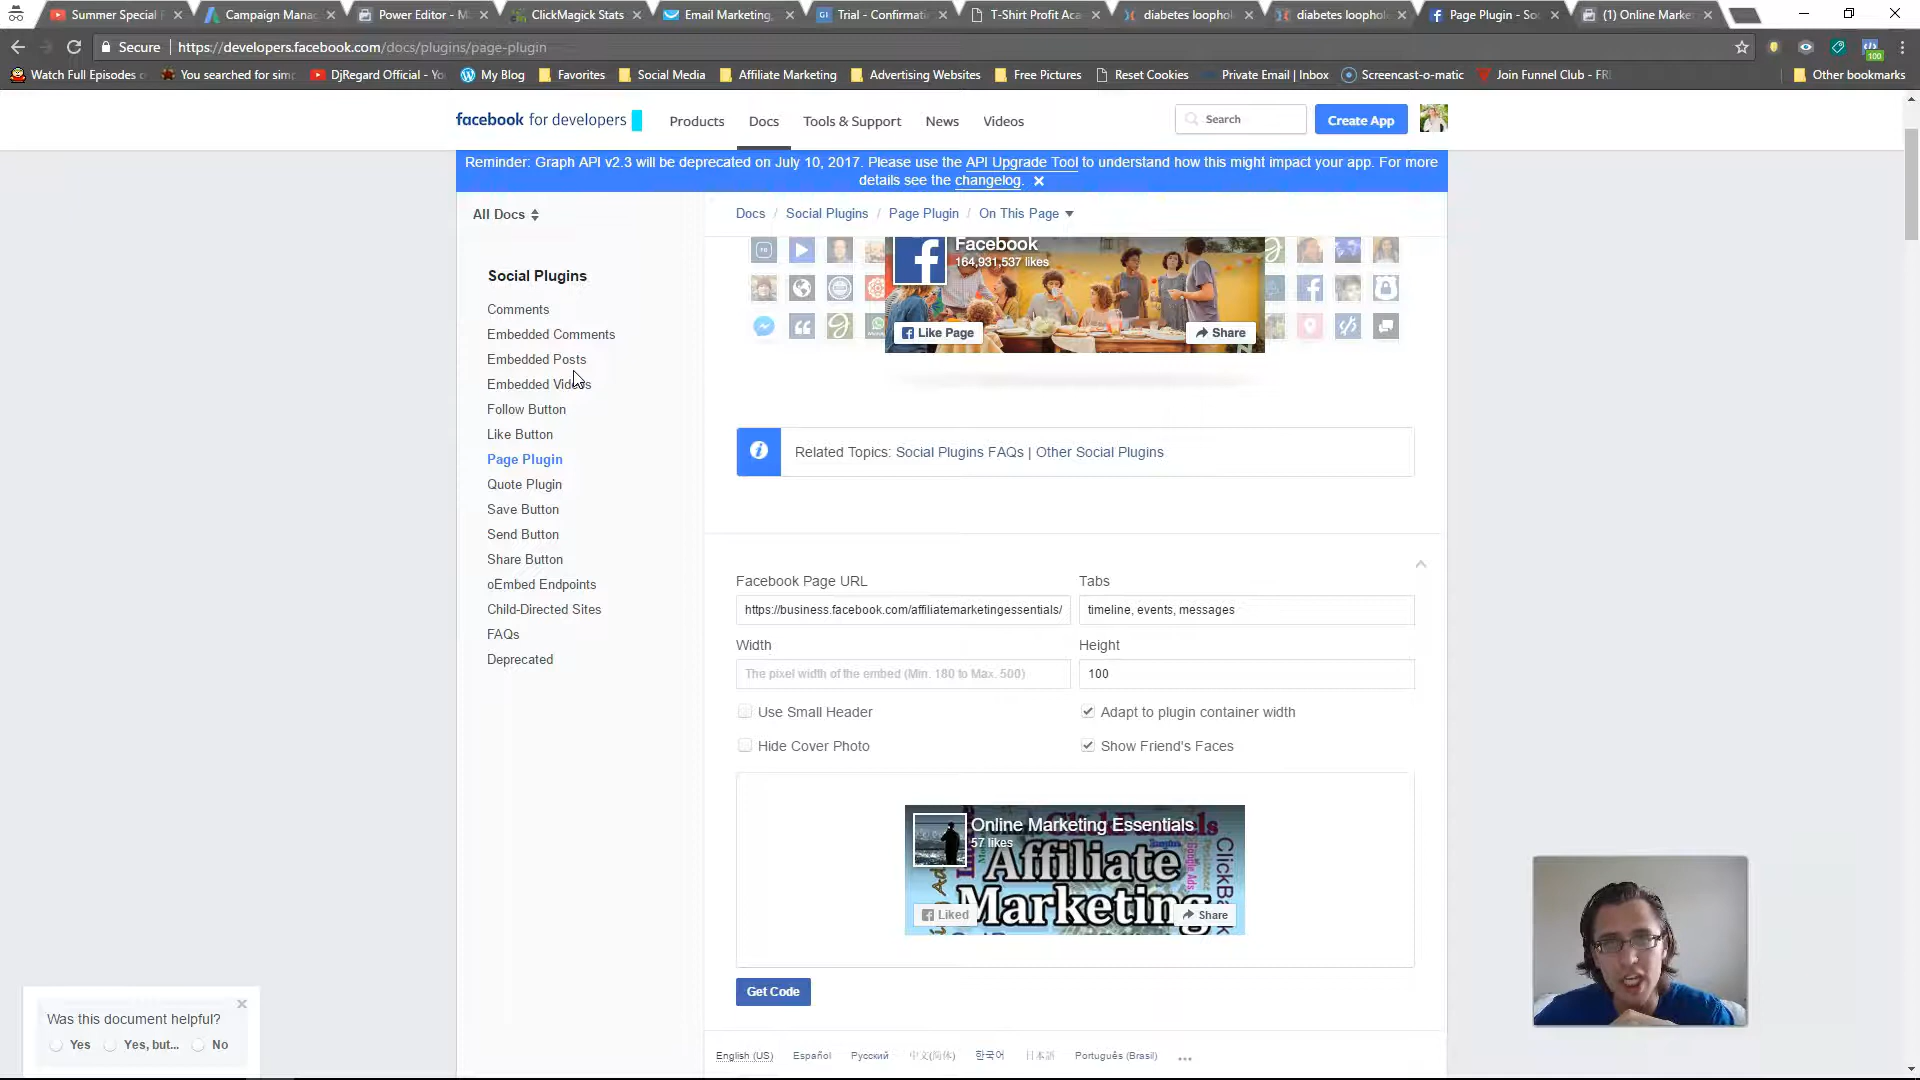 Summer Special
Campaign Mana
Power Editor - M
ClickMagick Stats
Email Marketing,
Trial - Confirmati
T-Shirt Profit Aca
diabetes loophol
diabetes loophol
Page Plugin - Soc
(1) Online Marke
Secure https://developers.facebook.com/docs/plugins/page-plugin
Watch Full Episodes
You searched for simp
DjRegard Official - Yo
My Blog
Favorites
Social Media
Affiliate Marketing
Advertising Websites
Free Pictures
Reset Cookies
Private Email | Inbox
Screencast-o-matic
Join Funnel Club - FRE
Other bookmarks
100
facebook for developers
Products
Docs
Tools & Support
News
Videos
Search
Create App
Reminder: Graph API v2.3 will be deprecated on July 10, 2017. Please use the API Upgrade Tool to understand how this might impact your app. For more
details see the changelog.
All Docs
Docs / Social Plugins / Page Plugin / On This Page
Social Plugins
Comments
Embedded Comments
Embedded Posts
Embedded Videos
Follow Button
Like Button
Page Plugin
Quote Plugin
Save Button
Send Button
Share Button
oEmbed Endpoints
Child-Directed Sites
FAQs
Deprecated
Facebook
164,931,537 likes
Like Page
Share
Related Topics: Social Plugins FAQs | Other Social Plugins
Facebook Page URL
Tabs
https://business.facebook.com/affiliatemarketingessentials/
timeline, events, messages
Width
Height
The pixel width of the embed (Min. 180 to Max. 500)
100
Use Small Header
Adapt to plugin container width
Hide Cover Photo
Show Friend's Faces
Online Marketing Essentials
57 likes
Affiliate
Marketing
Liked
Share
Get Code
Was this document helpful?
Yes
Yes, but...
No
English (US)
Español
Русский
中文(简体)
한국어
日本語
Português (Brasil)
...